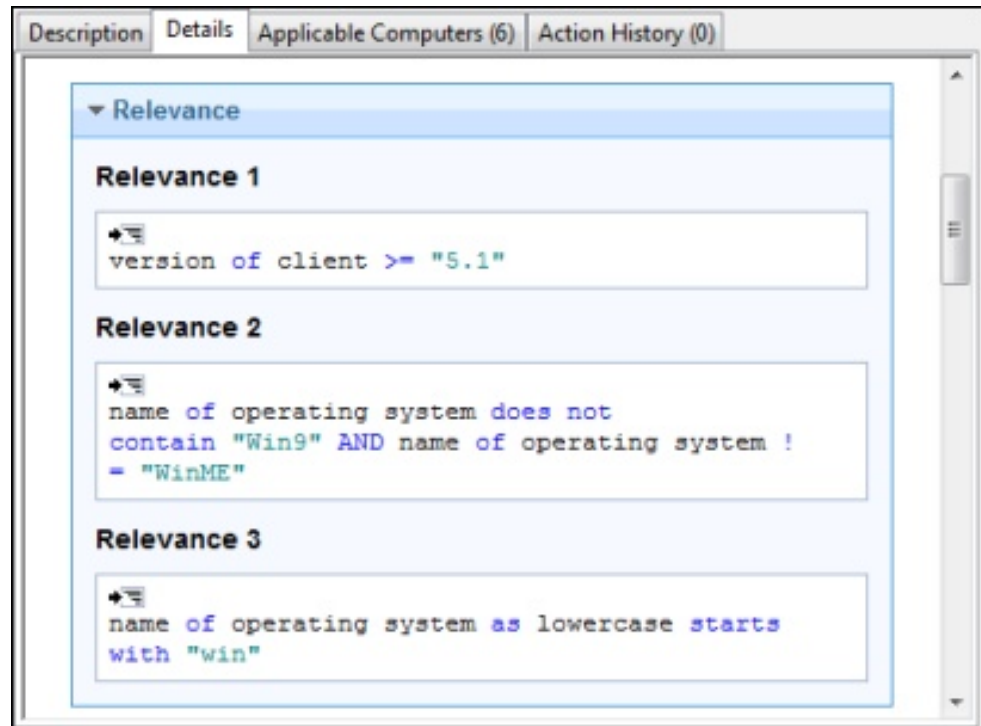 Description Details Applicable Computers (6) Action History (0)
Relevance
Relevance 1
version of client >= "5.1"
Relevance 2
name of operating system does not
contain "Win9" AND name of operating system !
= "WinME"
Relevance 3
name of operating system as lowercase starts
with "win"